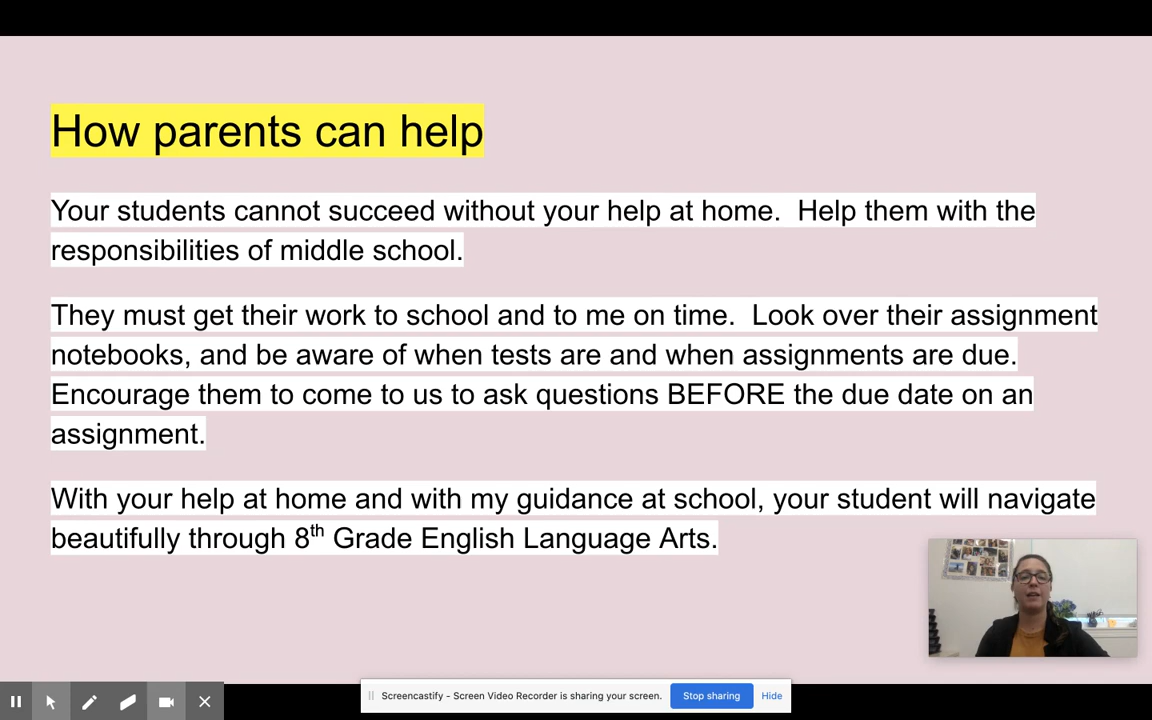 How parents can help
Your students cannot succeed without your help at home.  Help them with the
responsibilities of middle school.
They must get their work to school and to me on time.  Look over their assignment
notebooks, and be aware of when tests are and when assignments are due.
Encourage them to come to us to ask questions BEFORE the due date on an
assignment.
With your help at home and with my guidance at school, your student will navigate
beautifully through 8th Grade English Language Arts.
Screencastify - Screen Video Recorder is sharing your screen. Stop sharing Hide